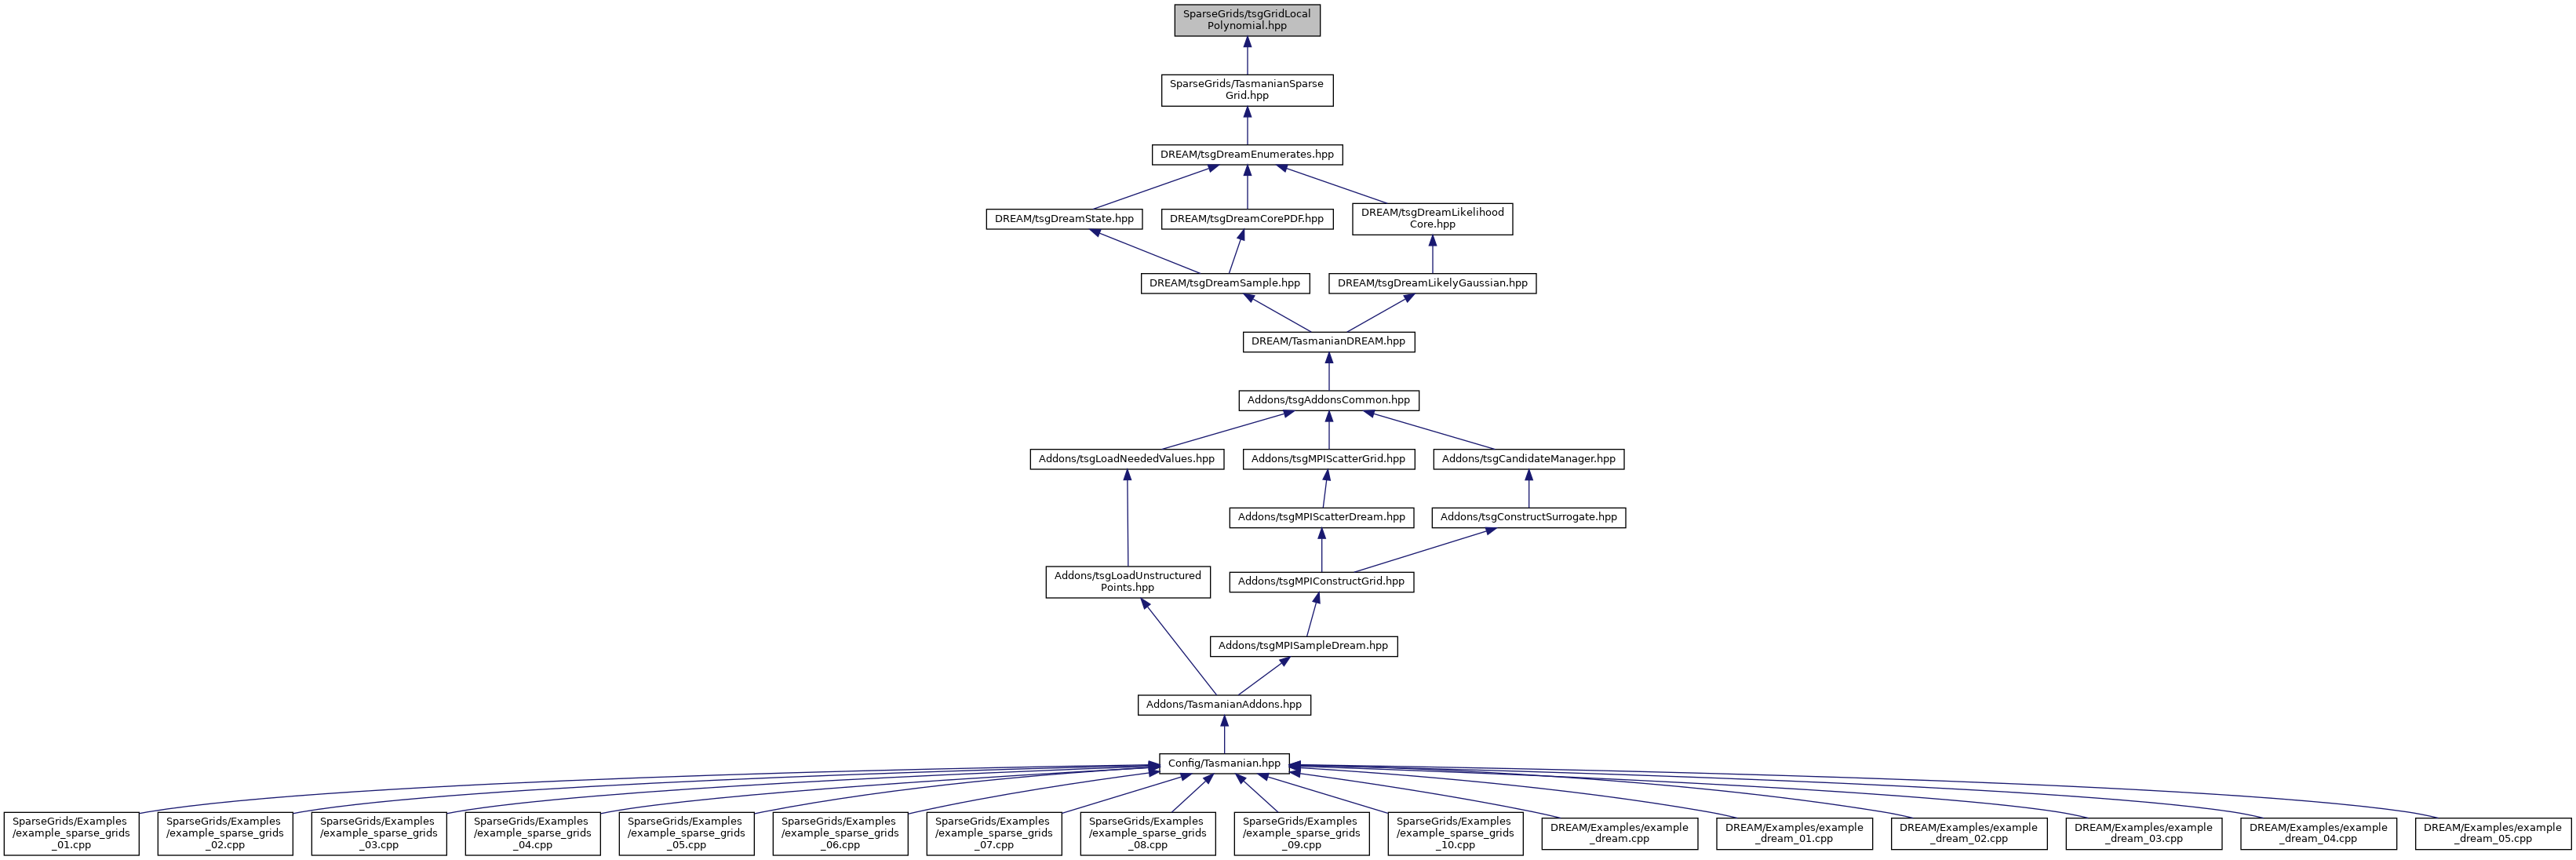 SparseGrids/tsgGridLocal
Polynomial.hpp
SparseGrids/TasmanianSparse
Grid.hpp
DREAM/tsgDreamEnumerates.hpp
DREAM/tsgDreamState.hpp
DREAM/tsgDreamCorePDF.hpp
DREAM/tsgDreamLikelihood
Core.hpp
DREAM/tsgDreamSample.hpp
DREAM/tsgDreamLikelyGaussian.hpp
DREAM/TasmanianDREAM.hpp
Addons/tsgAddonsCommon.hpp
Addons/tsgLoadNeededValues.hpp
Addons/tsgMPIScatterGrid.hpp
Addons/tsgCandidateManager.hpp
Addons/tsgMPIScatterDream.hpp
Addons/tsgConstructSurrogate.hpp
Addons/tsgLoadUnstructured
Points.hpp
Addons/tsgMPIConstructGrid.hpp
Addons/tsgMPISampleDream.hpp
Addons/TasmanianAddons.hpp
Config/Tasmanian.hpp
SparseGrids/Examples
/example_sparse_grids
_01.cpp
SparseGrids/Examples
/example_sparse_grids
_02.cpp
SparseGrids/Examples
/example_sparse_grids
_03.cpp
SparseGrids/Examples
/example_sparse_grids
_04.cpp
SparseGrids/Examples
/example_sparse_grids
_05.cpp
SparseGrids/Examples
/example_sparse_grids
_06.cpp
SparseGrids/Examples
/example_sparse_grids
_07.cpp
SparseGrids/Examples
/example_sparse_grids
_08.cpp
SparseGrids/Examples
/example_sparse_grids
_09.cpp
SparseGrids/Examples
/example_sparse_grids
_10.cpp
DREAM/Examples/example
_dream.cpp
DREAM/Examples/example
_dream_01.cpp
DREAM/Examples/example
_dream_02.cpp
DREAM/Examples/example
_dream_03.cpp
DREAM/Examples/example
_dream_04.cpp
DREAM/Examples/example
_dream_05.cpp